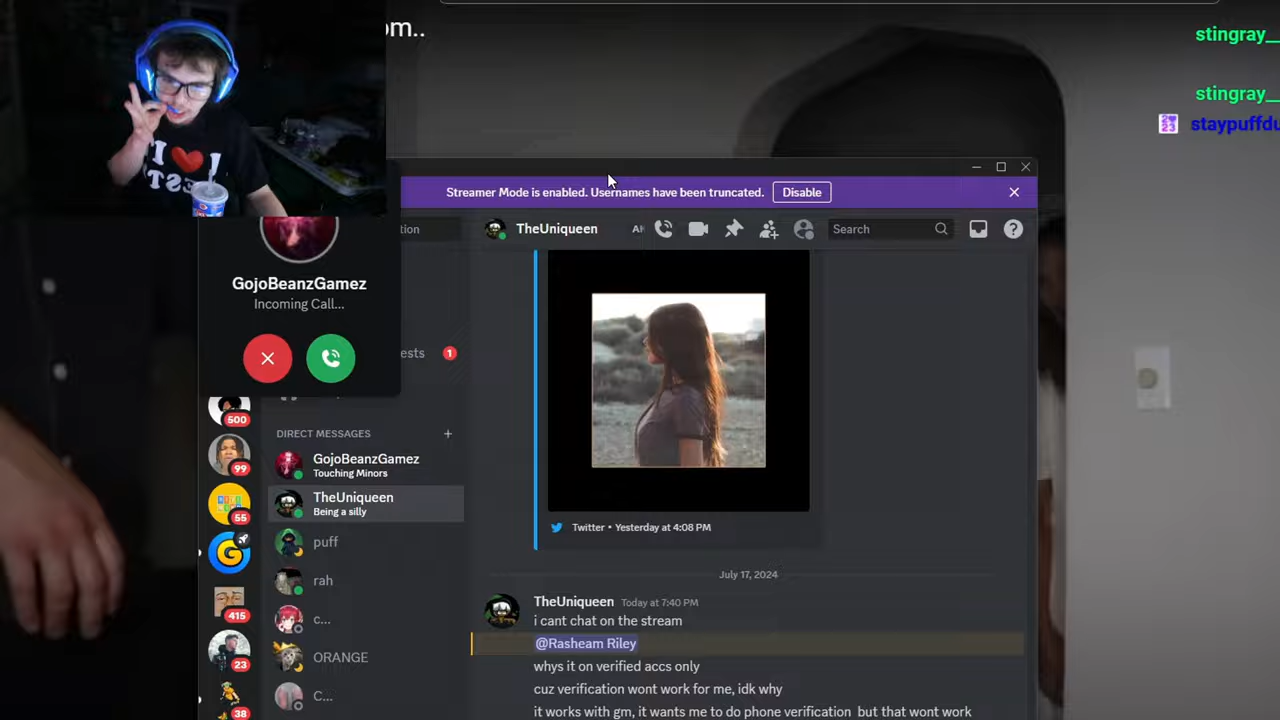 om..
stingray_
stingray_
staypuffdu
I ❤ I
EST
Streamer Mode is enabled. Usernames have been truncated.
Disable
TheUniqueen
Search
GojoBeanzGamez
Incoming Call...
ests
1
500
99
55
415
23
38
DIRECT MESSAGES
GojoBeanzGamez
Touching Minors
TheUniqueen
Being a silly
puff
rah
c...
ORANGE
C...
Twitter • Yesterday at 4:08 PM
July 17, 2024
TheUniqueen Today at 7:40 PM
i cant chat on the stream
@Rasheam Riley
whys it on verified accs only
cuz verification wont work for me, idk why
it works with gm, it wants me to do phone verification but that wont work